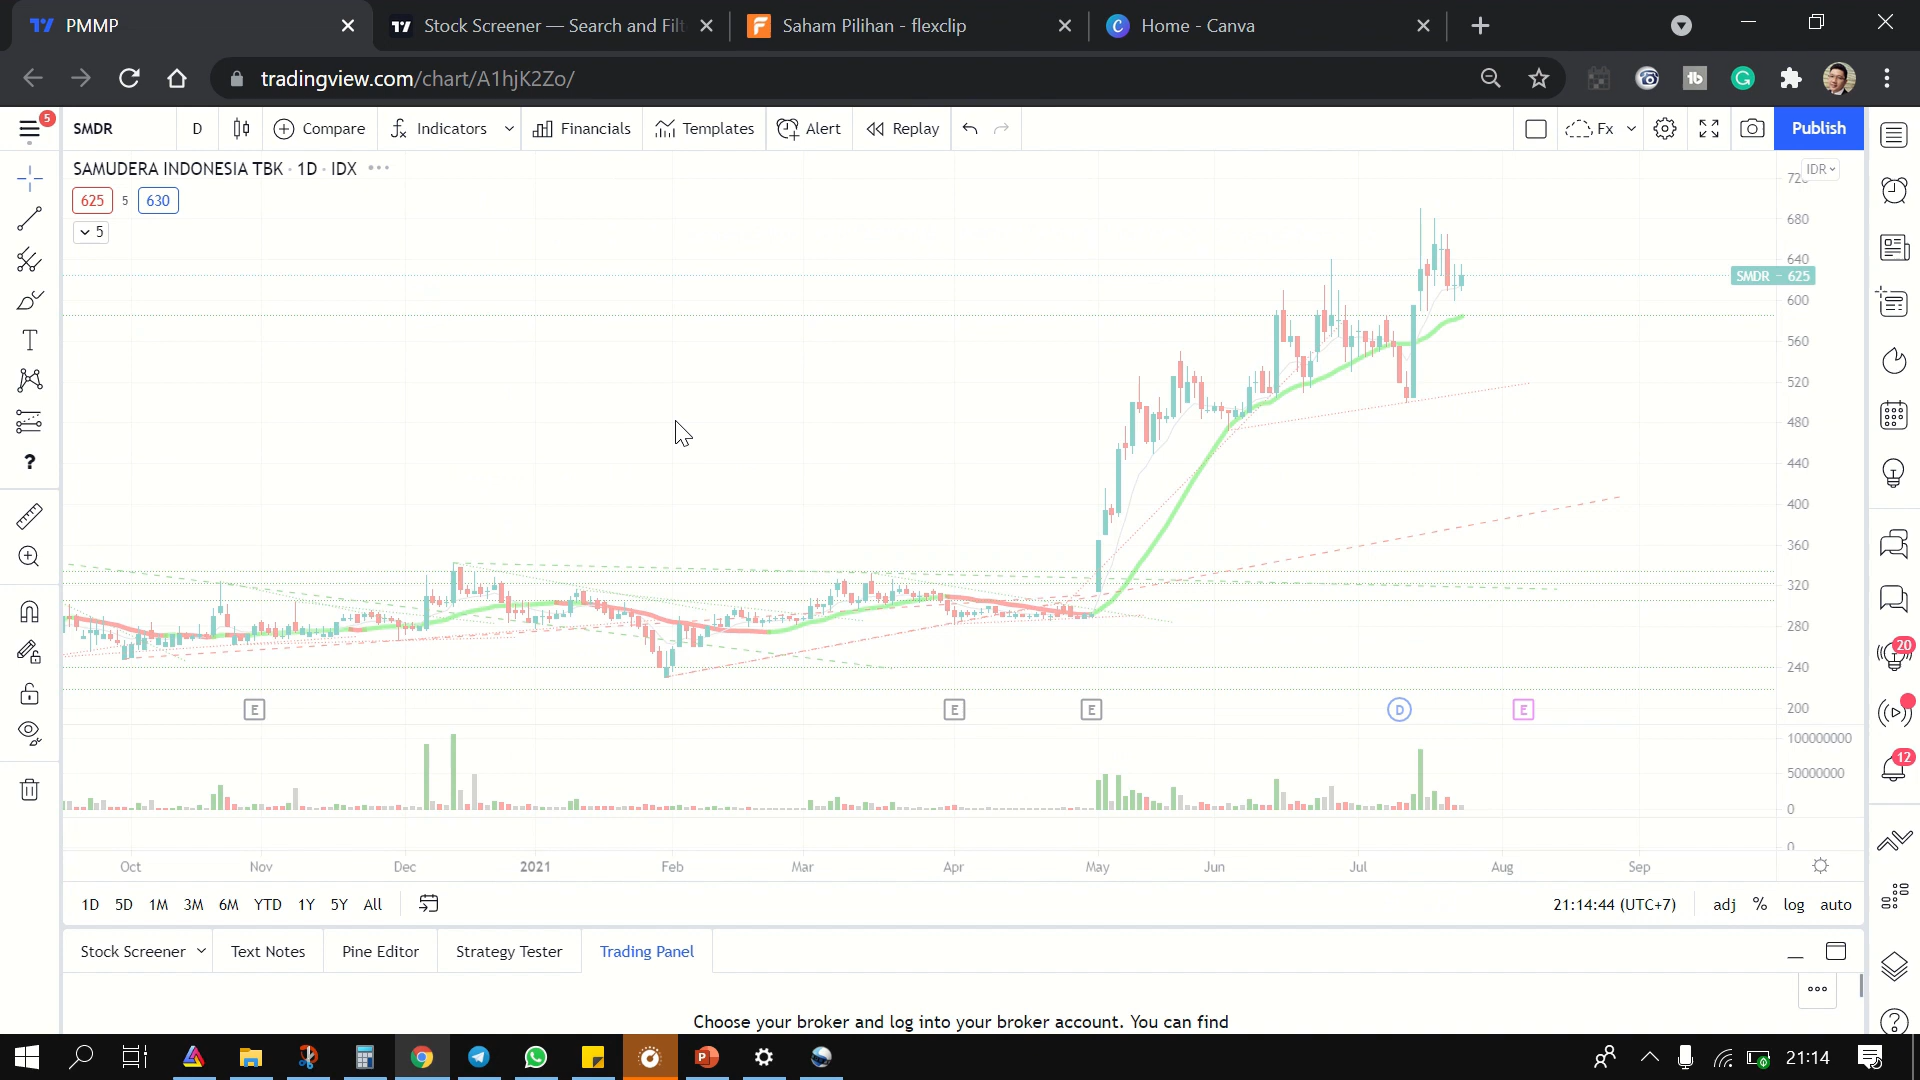 PMMP
Stock Screener — Search and Filt
Saham Pilihan - flexclip
Home - Canva
tradingview.com/chart/A1hjK2Zo/
5
SMDR
D
Compare
Indicators
Financials
Templates
Alert
Replay
Fx
Publish
SAMUDERA INDONESIA TBK · 1D · IDX
IDR
625
5
630
5
720
680
640
SMDR
625
600
560
520
480
440
400
360
320
280
240
200
E
E
E
D
E
100000000
50000000
0
0
Oct
Nov
Dec
2021
Feb
Mar
Apr
May
Jun
Jul
Aug
Sep
1D
5D
1M
3M
6M
YTD
1Y
5Y
All
21:14:44 (UTC+7)
adj
%
log
auto
Stock Screener
Text Notes
Pine Editor
Strategy Tester
Trading Panel
Choose your broker and log into your broker account. You can find
20
12
21:14